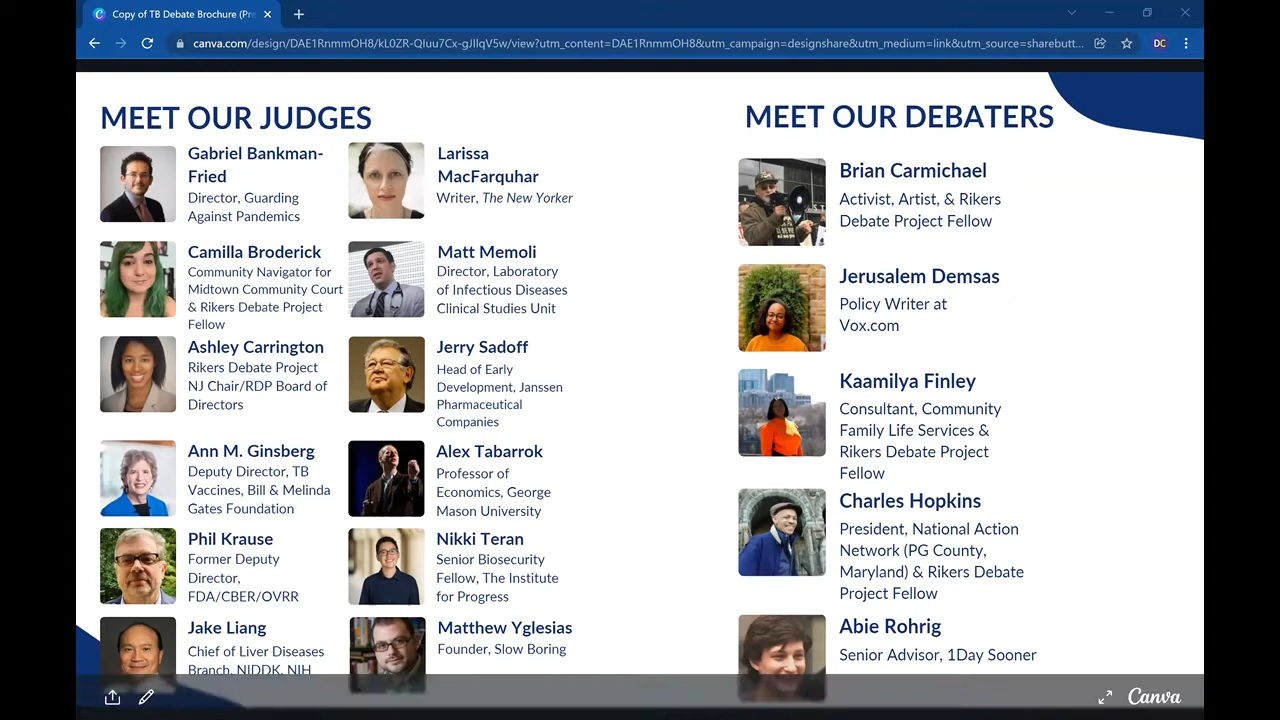 Copy of TB Debate Brochure (Pre
canva.com/design/DAE1RnmmOH8/kL0ZR-QIuu7Cx-gJIlqV5w/view?utm_content=DAE1RnmmOH8&utm_campaign=designshare&utm_medium=link&utm_source=sharebutt...
DC
MEET OUR JUDGES
Gabriel Bankman-
Fried
Director, Guarding
Against Pandemics
Camilla Broderick
Community Navigator for
Midtown Community Court
& Rikers Debate Project
Fellow
Ashley Carrington
Rikers Debate Project
NJ Chair/RDP Board of
Directors
Ann M. Ginsberg
Deputy Director, TB
Vaccines, Bill & Melinda
Gates Foundation
Phil Krause
Former Deputy
Director,
FDA/CBER/OVRR
Jake Liang
Chief of Liver Diseases
Branch, NIDDK, NIH
Larissa
MacFarquhar
Writer, The New Yorker
Matt Memoli
Director, Laboratory
of Infectious Diseases
Clinical Studies Unit
Jerry Sadoff
Head of Early
Development, Janssen
Pharmaceutical
Companies
Alex Tabarrok
Professor of
Economics, George
Mason University
Nikki Teran
Senior Biosecurity
Fellow, The Institute
for Progress
Matthew Yglesias
Founder, Slow Boring
MEET OUR DEBATERS
Brian Carmichael
Activist, Artist, & Rikers
Debate Project Fellow
Jerusalem Demsas
Policy Writer at
Vox.com
Kaamilya Finley
Consultant, Community
Family Life Services &
Rikers Debate Project
Fellow
Charles Hopkins
President, National Action
Network (PG County,
Maryland) & Rikers Debate
Project Fellow
Abie Rohrig
Senior Advisor, 1Day Sooner
Canva